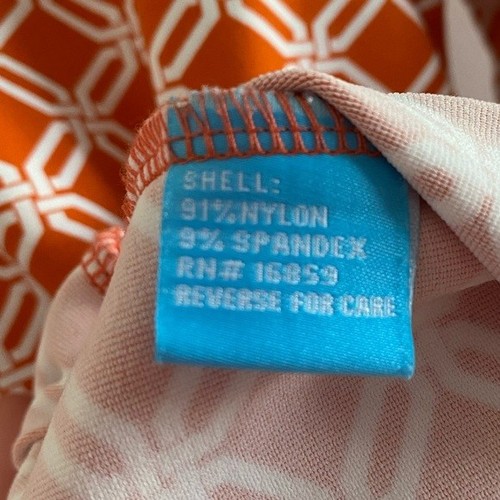 SHELL:
91% NYLON
9% SPANDEX
RN# 16859
REVERSE FOR CARE